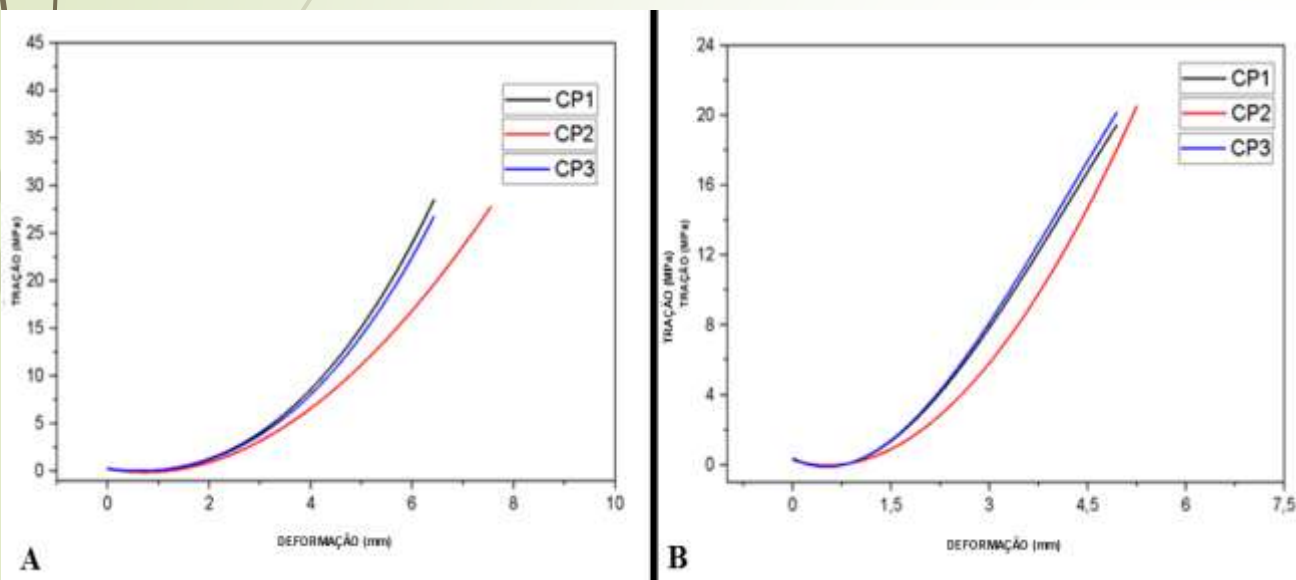 45
40
35
30
25
20
15
10
5
0
TRAÇÃO (MPa)
CP1
CP2
CP3
0 2 4 6 8 10
DEFORMAÇÃO (mm)
A
24
20
16
12
8
4
0
TRAÇÃO (MPa)
TRAÇÃO (MPa)
CP1
CP2
CP3
0 1,5 3 4,5 6 7,5
DEFORMAÇÃO (mm)
B